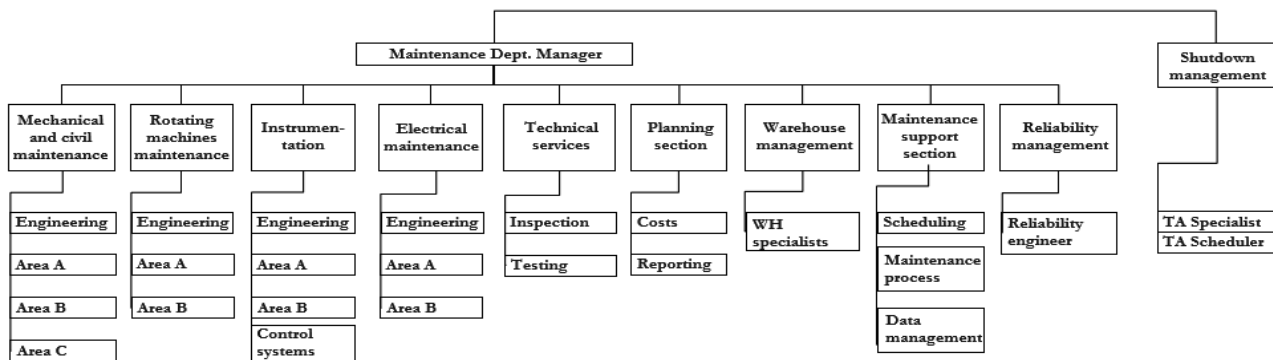 Maintenance Dept. Manager
Shutdown
management
Mechanical
and civil
maintenance
Rotating
machines
maintenance
Instrumen-
tation
Electrical
maintenance
Technical
services
Planning
section
Warehouse
management
Maintenance
support
section
Reliability
management
Engineering
Area A
Area B
Area C
Engineering
Area A
Area B
Engineering
Area A
Area B
Control
systems
Engineering
Area A
Area B
Inspection
Testing
Costs
Reporting
WH
specialists
Scheduling
Maintenance
process
Data
management
Reliability
engineer
TA Specialist
TA Scheduler